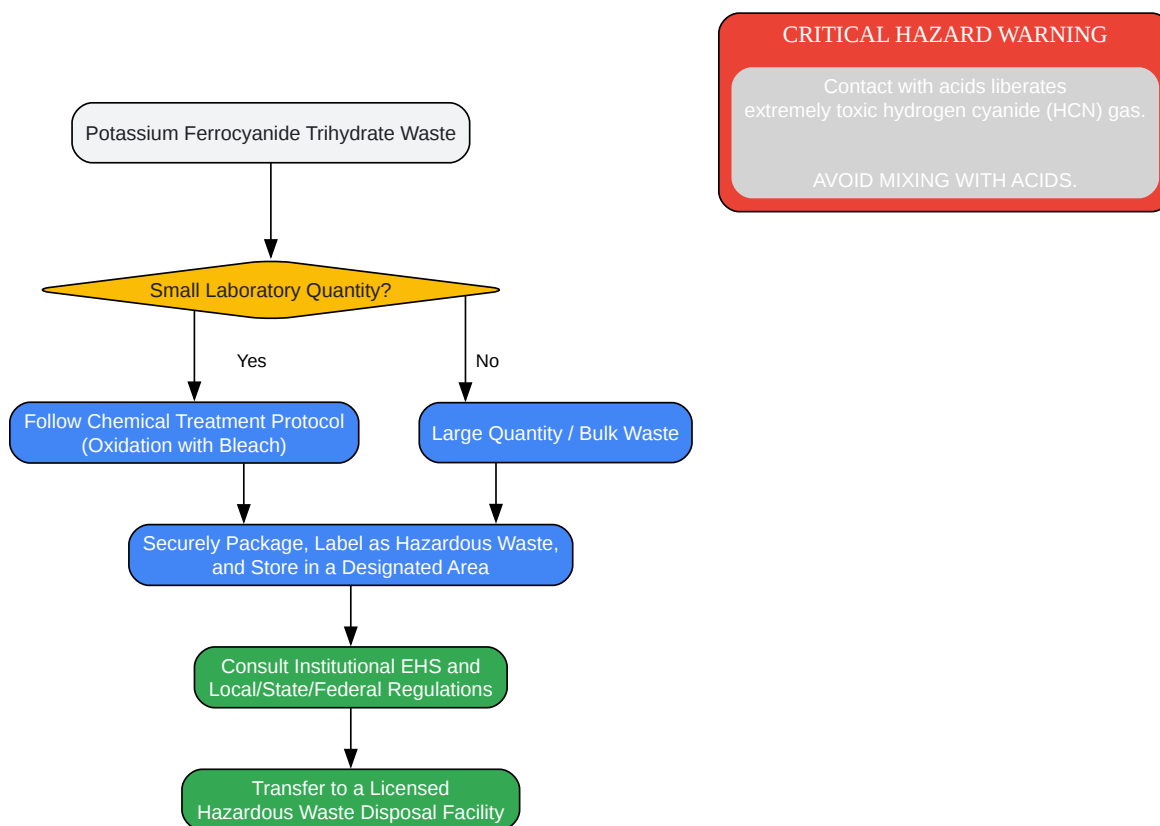 CRITICAL HAZARD WARNING
Contact with acids liberates
extremely toxic hydrogen cyanide (HCN) gas.
AVOID MIXING WITH ACIDS.
Potassium Ferrocyanide Trihydrate Waste
Small Laboratory Quantity?
Yes
No
Follow Chemical Treatment Protocol
(Oxidation with Bleach)
Large Quantity / Bulk Waste
Securely Package, Label as Hazardous Waste,
and Store in a Designated Area
Consult Institutional EHS and
Local/State/Federal Regulations
Transfer to a Licensed
Hazardous Waste Disposal Facility